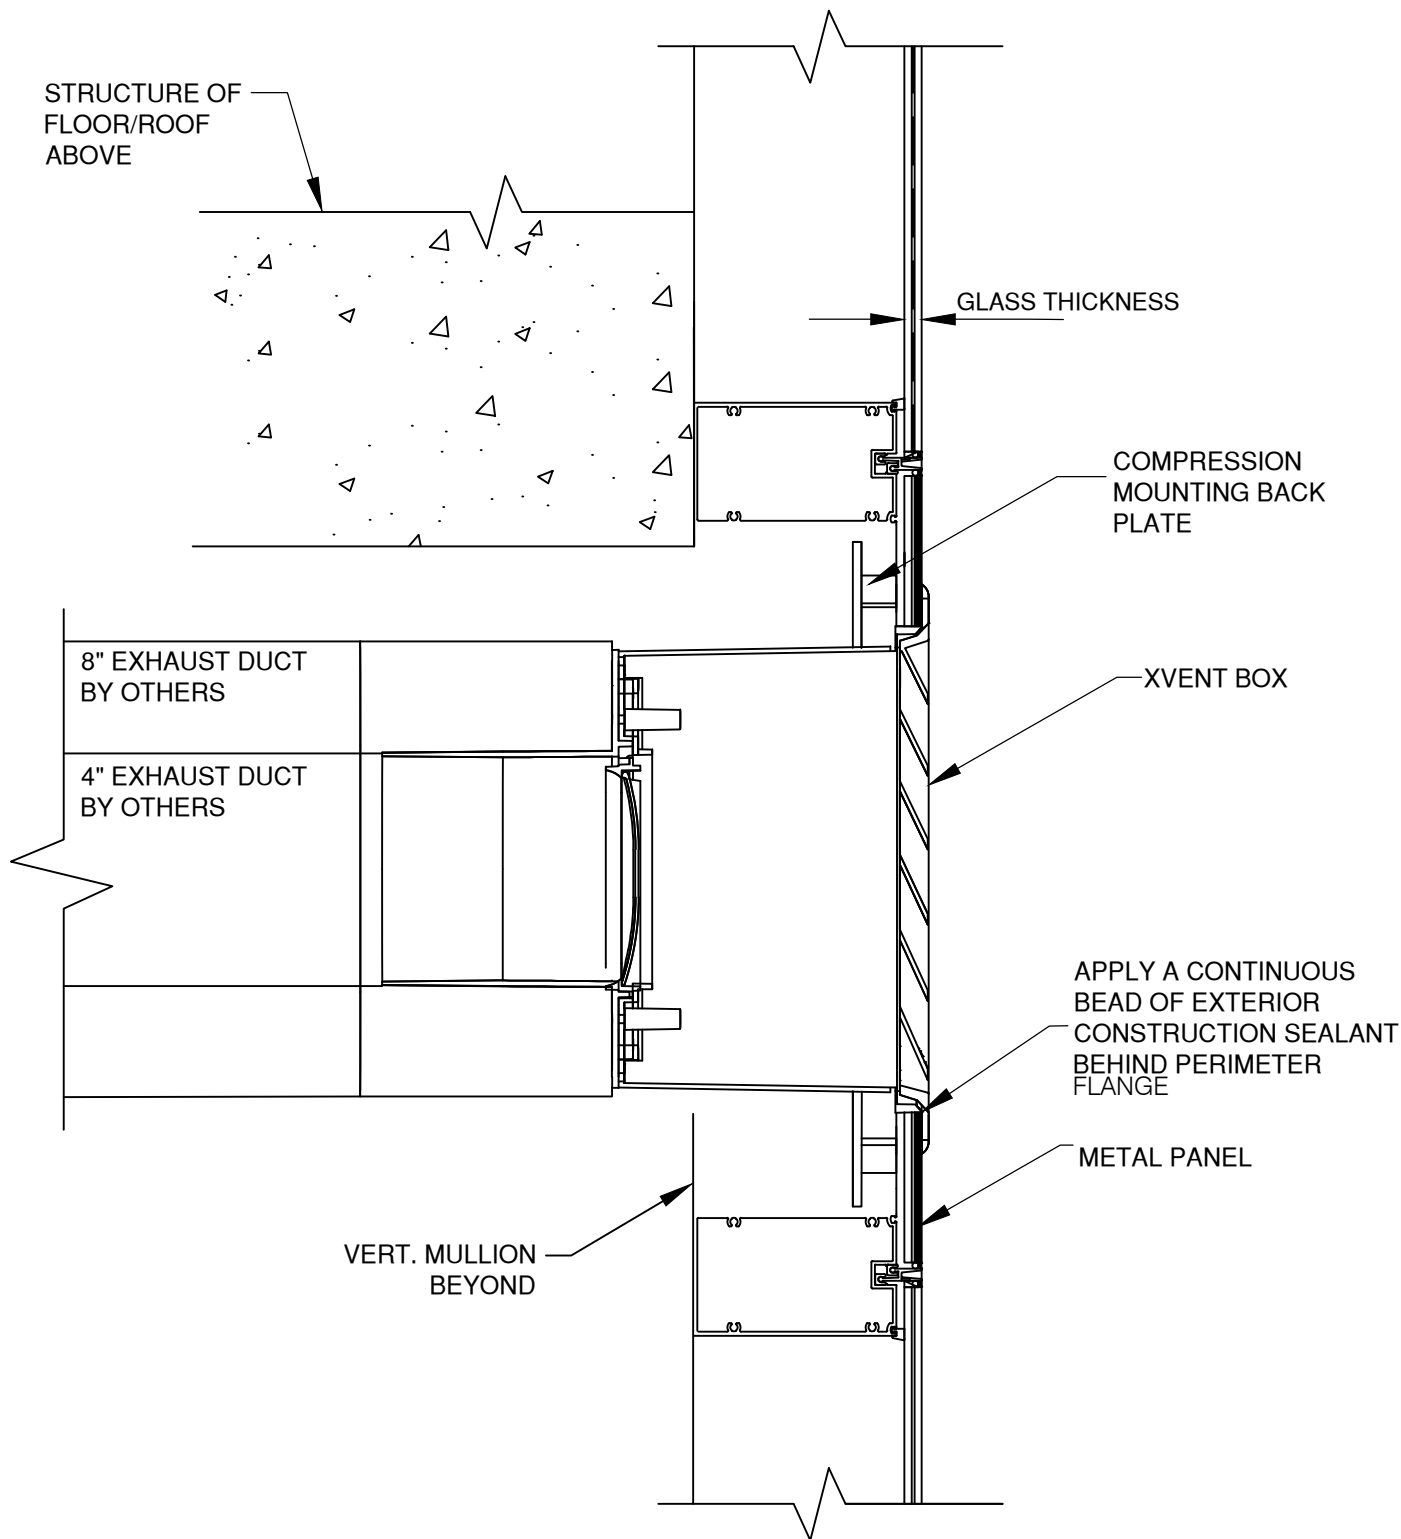 STRUCTURE OF
FLOOR/ROOF
ABOVE
GLASS THICKNESS
COMPRESSION
MOUNTING BACK
PLATE
8" EXHAUST DUCT
BY OTHERS
XVENT BOX
4" EXHAUST DUCT
BY OTHERS
APPLY A CONTINUOUS
BEAD OF EXTERIOR
CONSTRUCTION SEALANT
BEHIND PERIMETER
FLANGE
METAL PANEL
VERT. MULLION
BEYOND